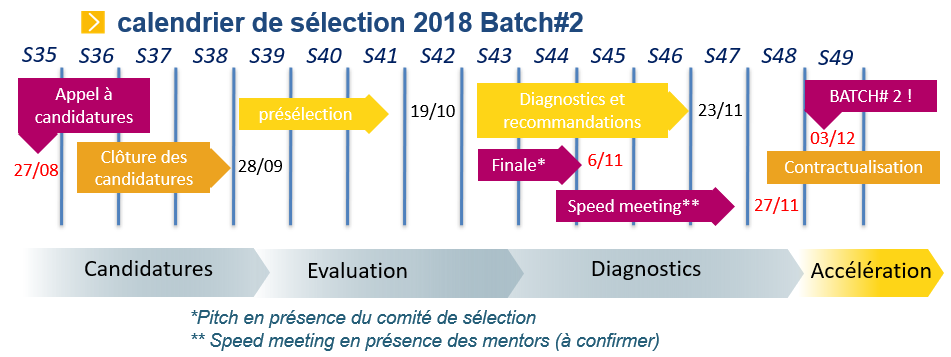 calendrier de sélection 2018 Batch#2
S35 S36 S37 S38 S39 S40 S41 S42 S43 S44 S45 S46 S47 S48 S49
Appel à
candidatures
27/08
Clôture des
candidatures
28/09
présélection
19/10
Diagnostics et
recommandations
23/11
Finale*
6/11
Speed meeting**
27/11
BATCH# 2 !
03/12
Contractualisation
Candidatures
Evaluation
Diagnostics
Accélération
*Pitch en présence du comité de sélection
** Speed meeting en présence des mentors (à confirmer)